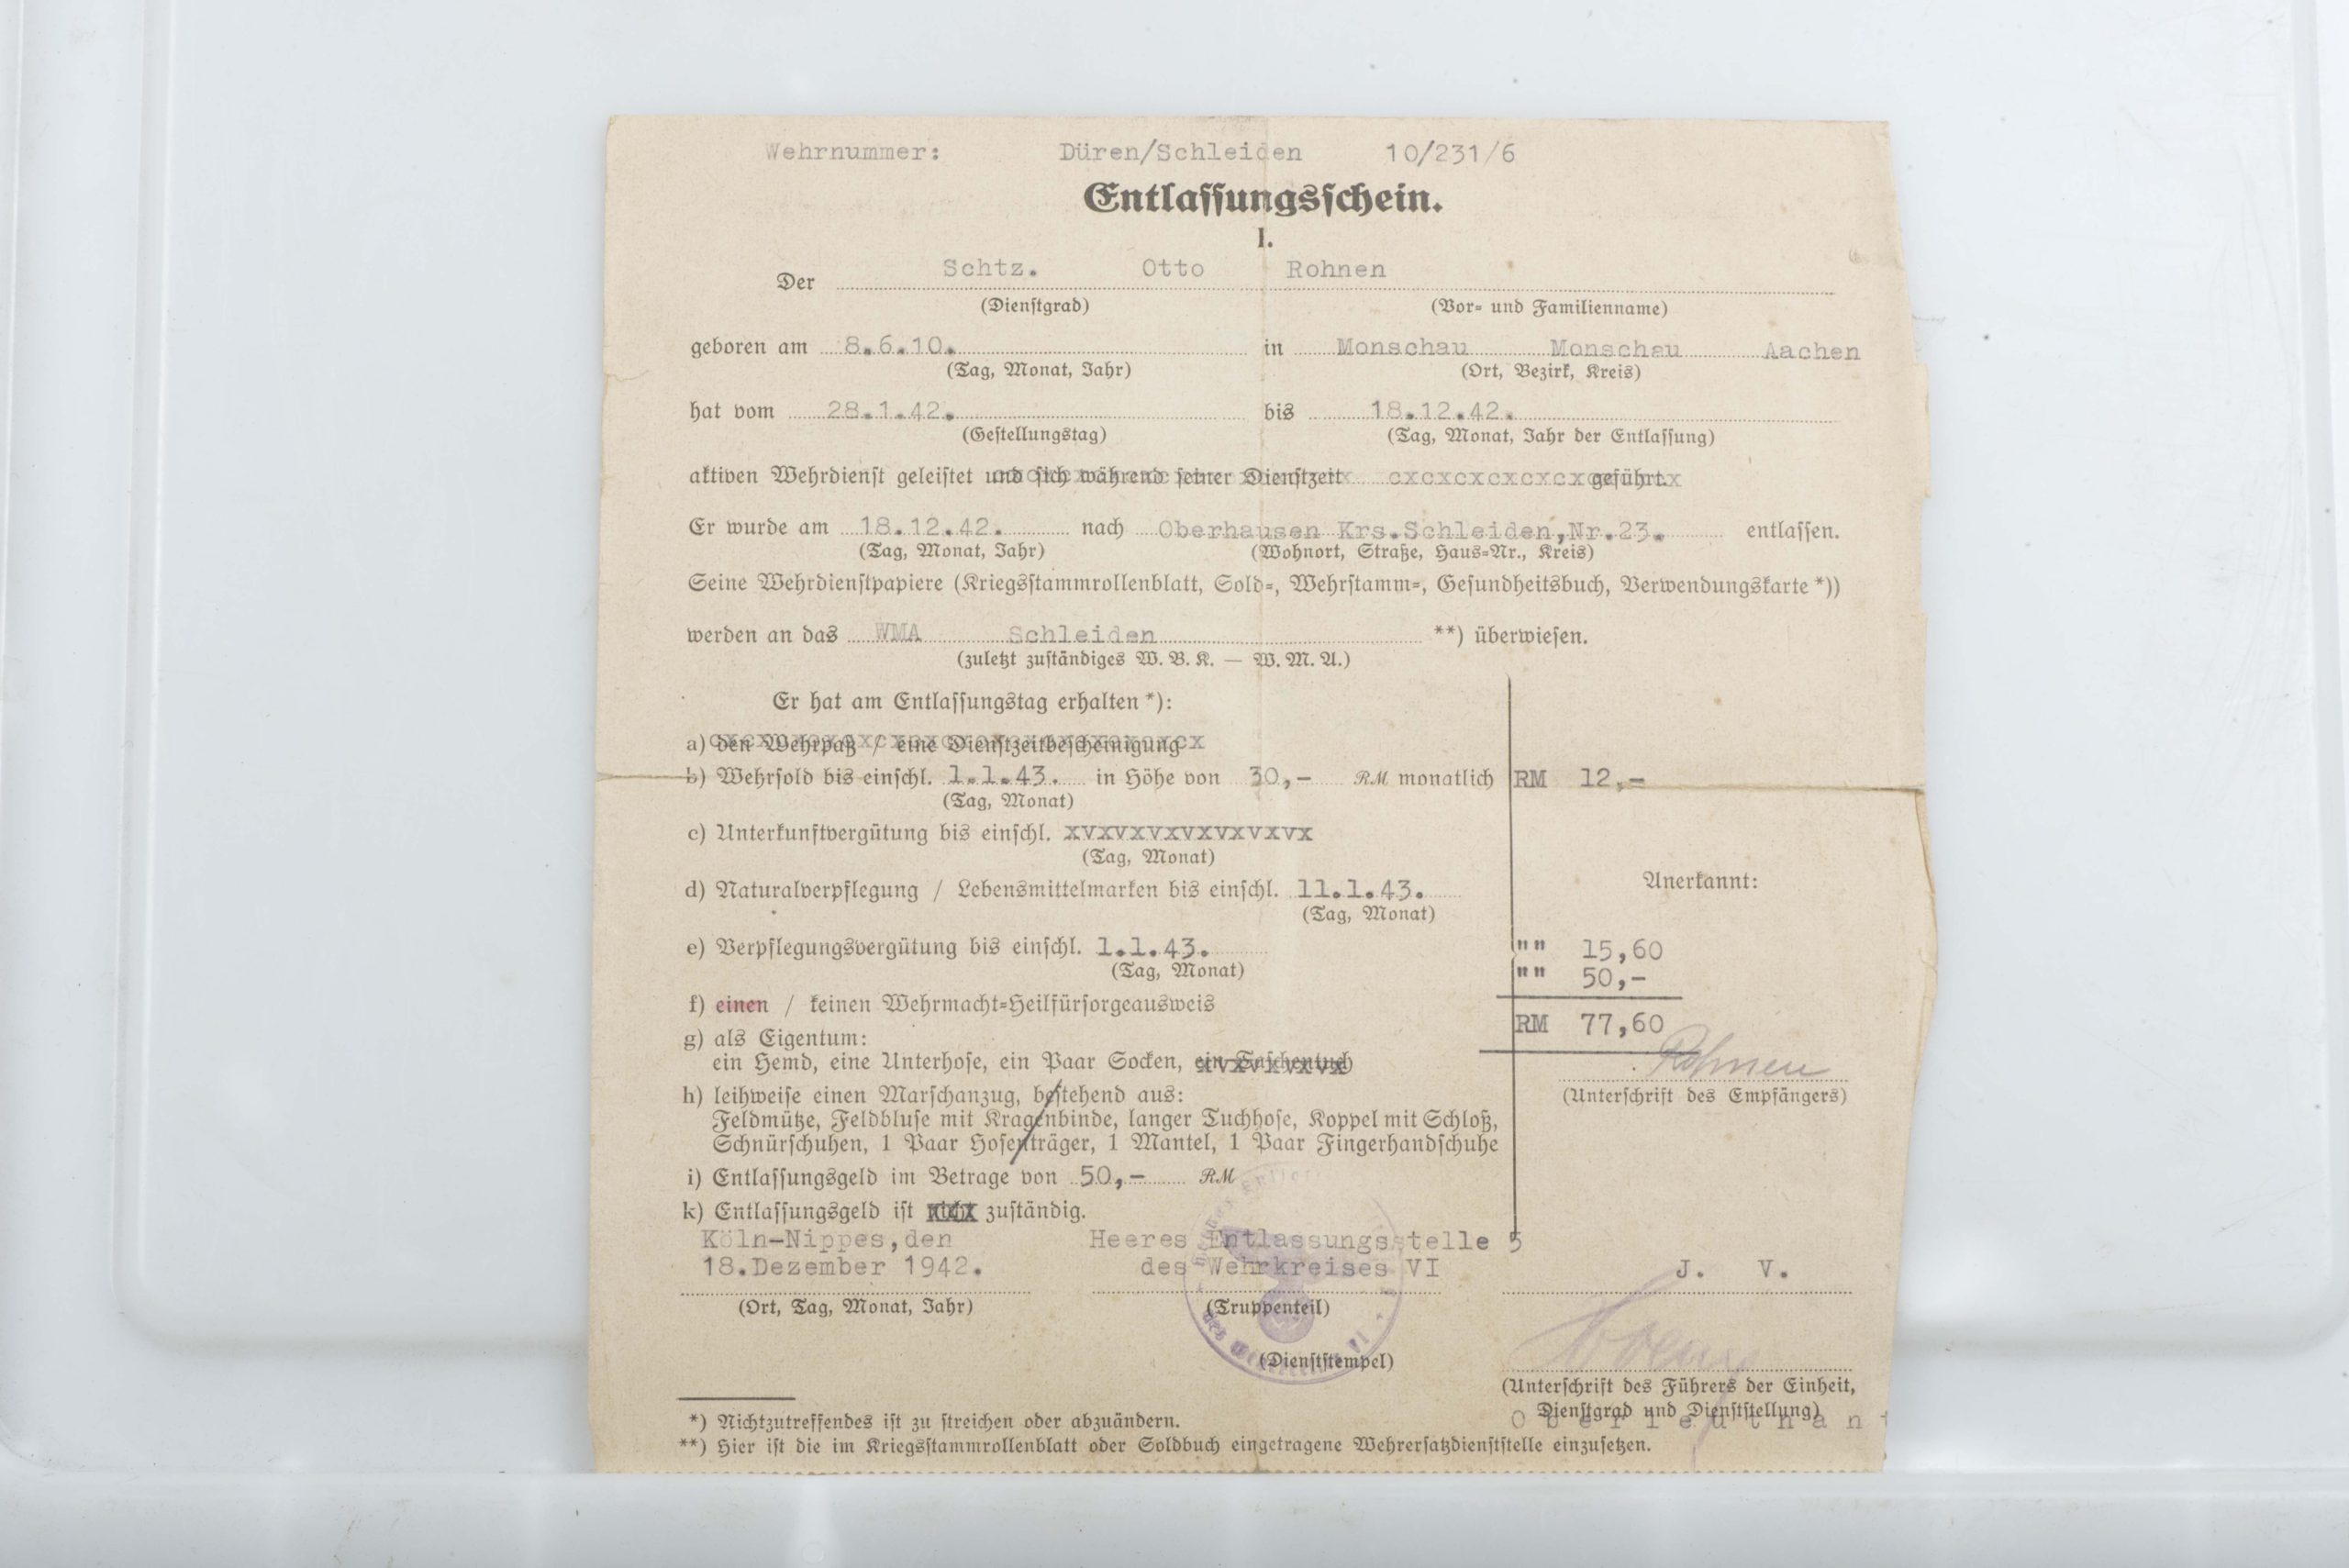 Wehrnummer: Düren/Schleiden 10/231/6
Entlassungsschein.
I.
Der Schtz. Otto Rohnen
(Dienstgrad) (Vor- und Familienname)
geboren am 8.6.10. in Monschau Monschau Aachen
(Tag, Monat, Jahr) (Ort, Bezirk, Kreis)
hat vom 28.1.42. bis 18.12.42.
(Gestellungstag) (Tag, Monat, Jahr der Entlassung)
aktiven Wehrdienst geleistet und sich während seiner Dienstzeit cxcxcxcxcxcx geführt.
Er wurde am 18.12.42. nach Oberhausen Krs.Schleiden,Nr.23. entlassen.
(Tag, Monat, Jahr) (Wohnort, Straße, Haus-Nr., Kreis)
Seine Wehrdienstpapiere (Kriegsstammrollenblatt, Sold-, Wehrstamm-, Gesundheitsbuch, Verwendungskarte *))
werden an das WMA Schleiden **) überwiesen.
(zuletzt zuständiges W. B. K. — W. M. A.)
Er hat am Entlassungstag erhalten *):
a) den Wehrpaß / eine Dienstzeitbescheinigung
b) Wehrsold bis einschl. 1.1.43. in Höhe von 30,- RM monatlich RM 12,-
(Tag, Monat)
c) Unterkunftvergütung bis einschl. xvxvxvxvxvxvxvx
(Tag, Monat)
d) Naturalverpflegung / Lebensmittelmarken bis einschl. 11.1.43. Anerkannt:
(Tag, Monat)
e) Verpflegungsvergütung bis einschl. 1.1.43. "" 15,60
(Tag, Monat) "" 50,-
f) einen / keinen Wehrmacht-Heilfürsorgeausweis
RM 77,60
g) als Eigentum:
ein Hemd, eine Unterhose, ein Paar Socken, ein Taschentuch
Rohnen
(Unterschrift des Empfängers)
h) leihweise einen Marschanzug, bestehend aus:
Feldmütze, Feldbluse mit Kragenbinde, langer Tuchhose, Koppel mit Schloß,
Schnürschuhen, 1 Paar Hosenträger, 1 Mantel, 1 Paar Fingerhandschuhe
i) Entlassungsgeld im Betrage von 50,- RM
k) Entlassungsgeld ist nicht zuständig.
Köln-Nippes,den Heeres Entlassungsstelle 5
18.Dezember 1942. des Wehrkreises VI J. V.
(Ort, Tag, Monat, Jahr) (Truppenteil)
(Dienststempel)
(Unterschrift des Führers der Einheit,
Dienstgrad und Dienststellung)
Oberleutnant
*) Nichtzutreffendes ist zu streichen oder abzuändern.
**) Hier ist die im Kriegsstammrollenblatt oder Soldbuch eingetragene Wehrersatzdienststelle einzusetzen.